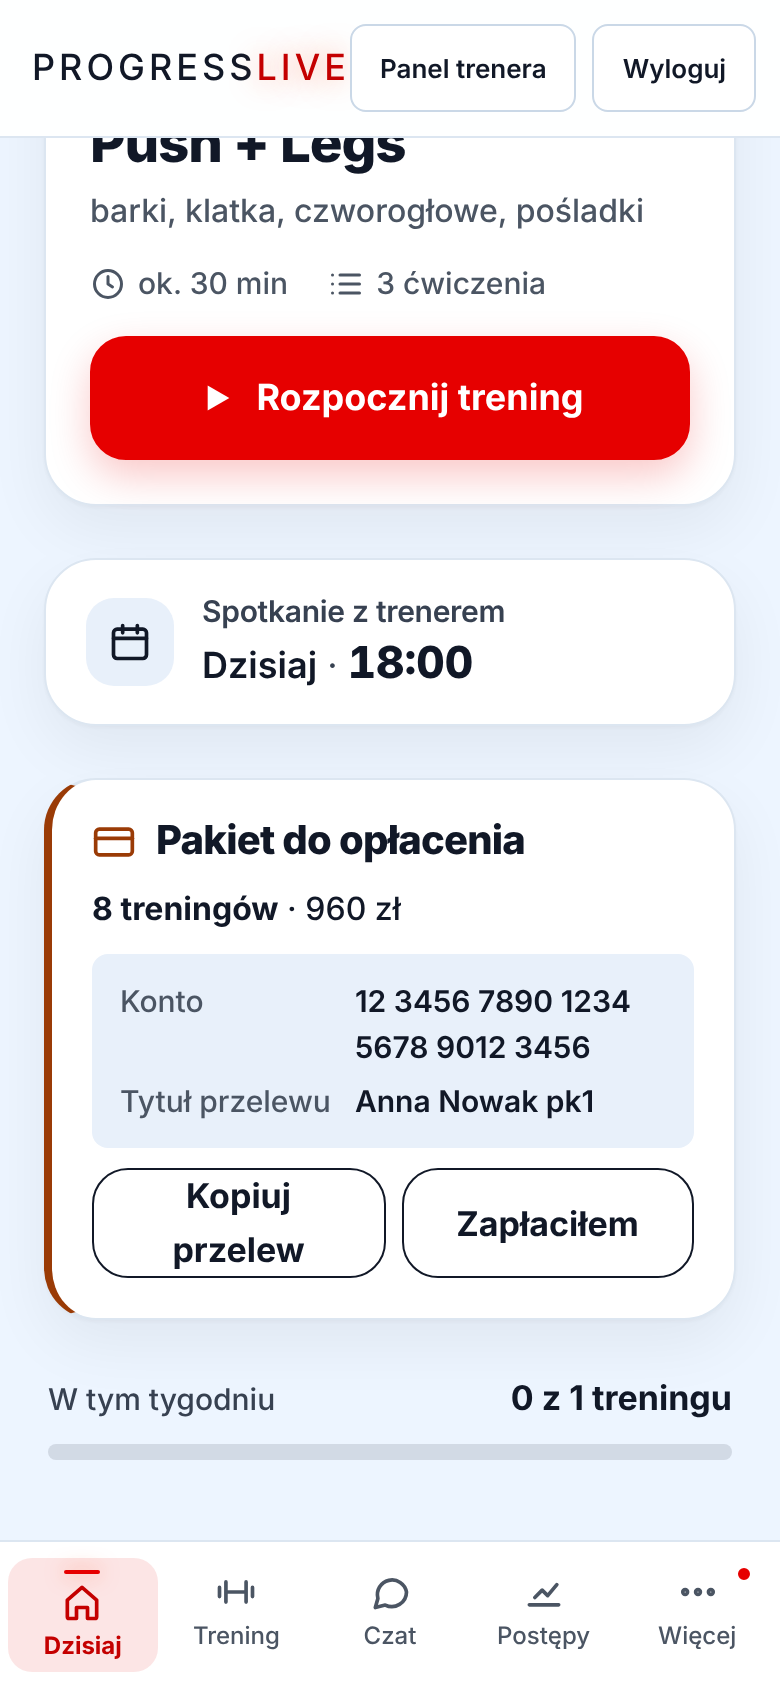 PROGRESSLIVE
Panel trenera
Wyloguj
Push + Legs
barki, klatka, czworogłowe, pośladki
ok. 30 min
3 ćwiczenia
Rozpocznij trening
Spotkanie z trenerem
Dzisiaj · 18:00
Pakiet do opłacenia
8 treningów · 960 zł
Konto
12 3456 7890 1234
5678 9012 3456
Tytuł przelewu
Anna Nowak pk1
Kopiuj
przelew
Zapłaciłem
W tym tygodniu
0 z 1 treningu
Dzisiaj
Trening
Czat
Postępy
Więcej